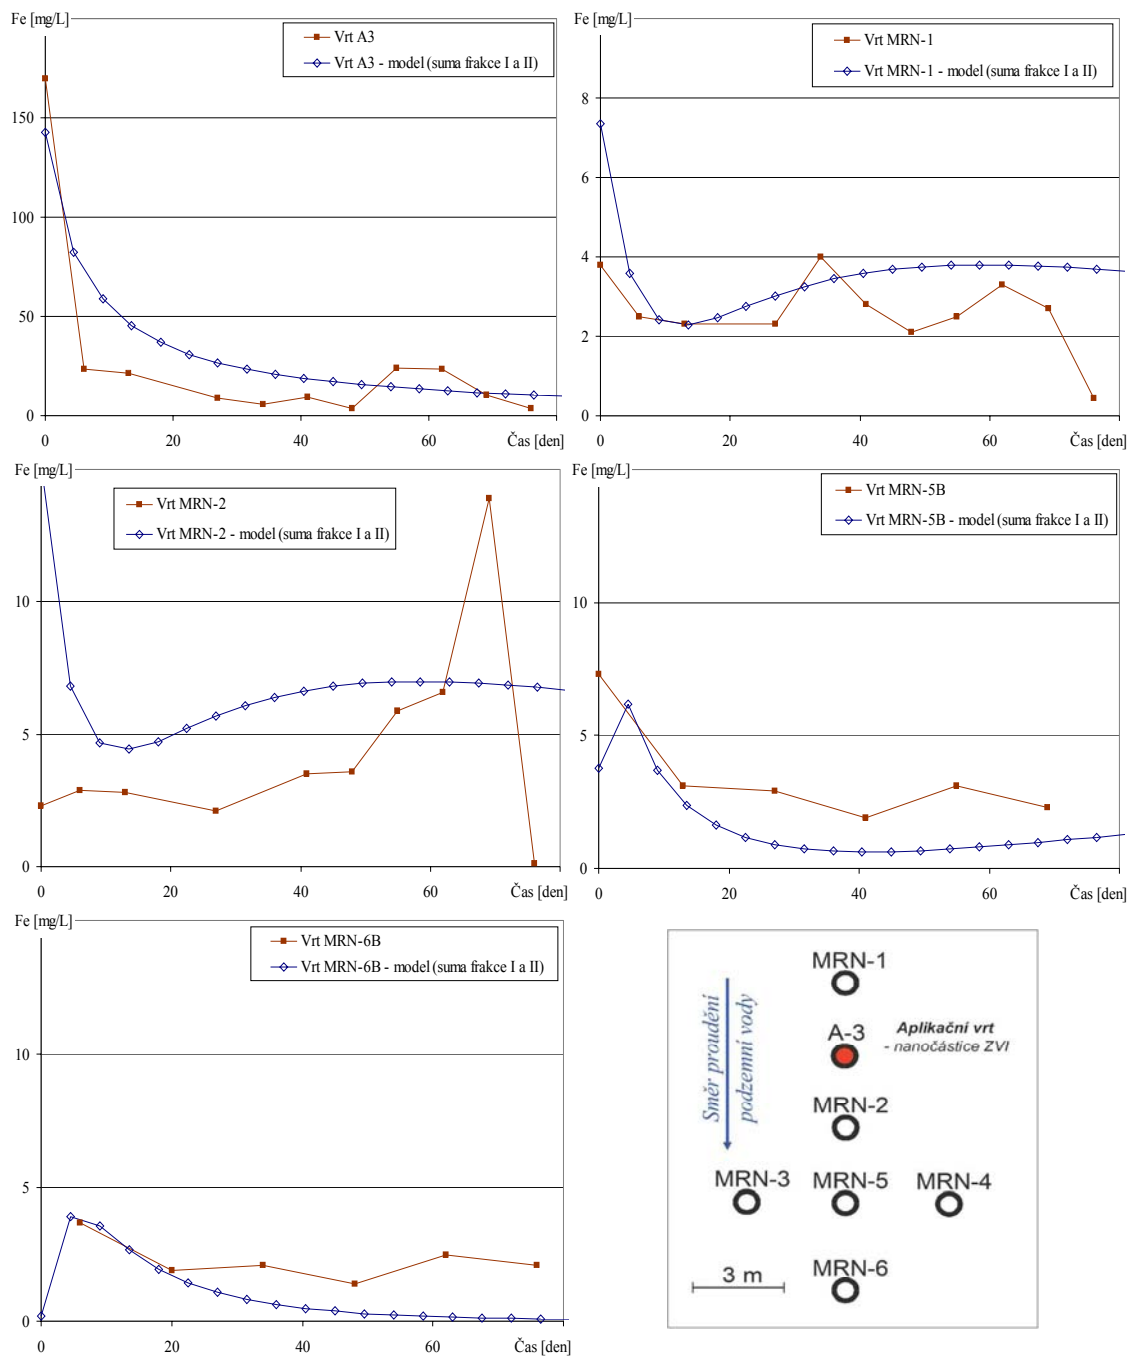 Fe [mg/L]
Vrt A3
Vrt A3 - model (suma frakce I a II)
150
100
50
0
0
20
40
60
Čas [den]
Fe [mg/L]
Vrt MRN-1
Vrt MRN-1 - model (suma frakce I a II)
8
6
4
2
0
0
20
40
60
Čas [den]
Fe [mg/L]
Vrt MRN-2
Vrt MRN-2 - model (suma frakce I a II)
10
5
0
0
20
40
60
Čas [den]
Fe [mg/L]
Vrt MRN-5B
Vrt MRN-5B - model (suma frakce I a II)
10
5
0
0
20
40
60
Čas [den]
Fe [mg/L]
Vrt MRN-6B
Vrt MRN-6B - model (suma frakce I a II)
10
5
0
0
20
40
60
Čas [den]
MRN-1
Směr proudění
podzemní vody
A-3
Aplikační vrt
- nanočástice ZVI
MRN-2
MRN-3
MRN-5
MRN-4
3 m
MRN-6